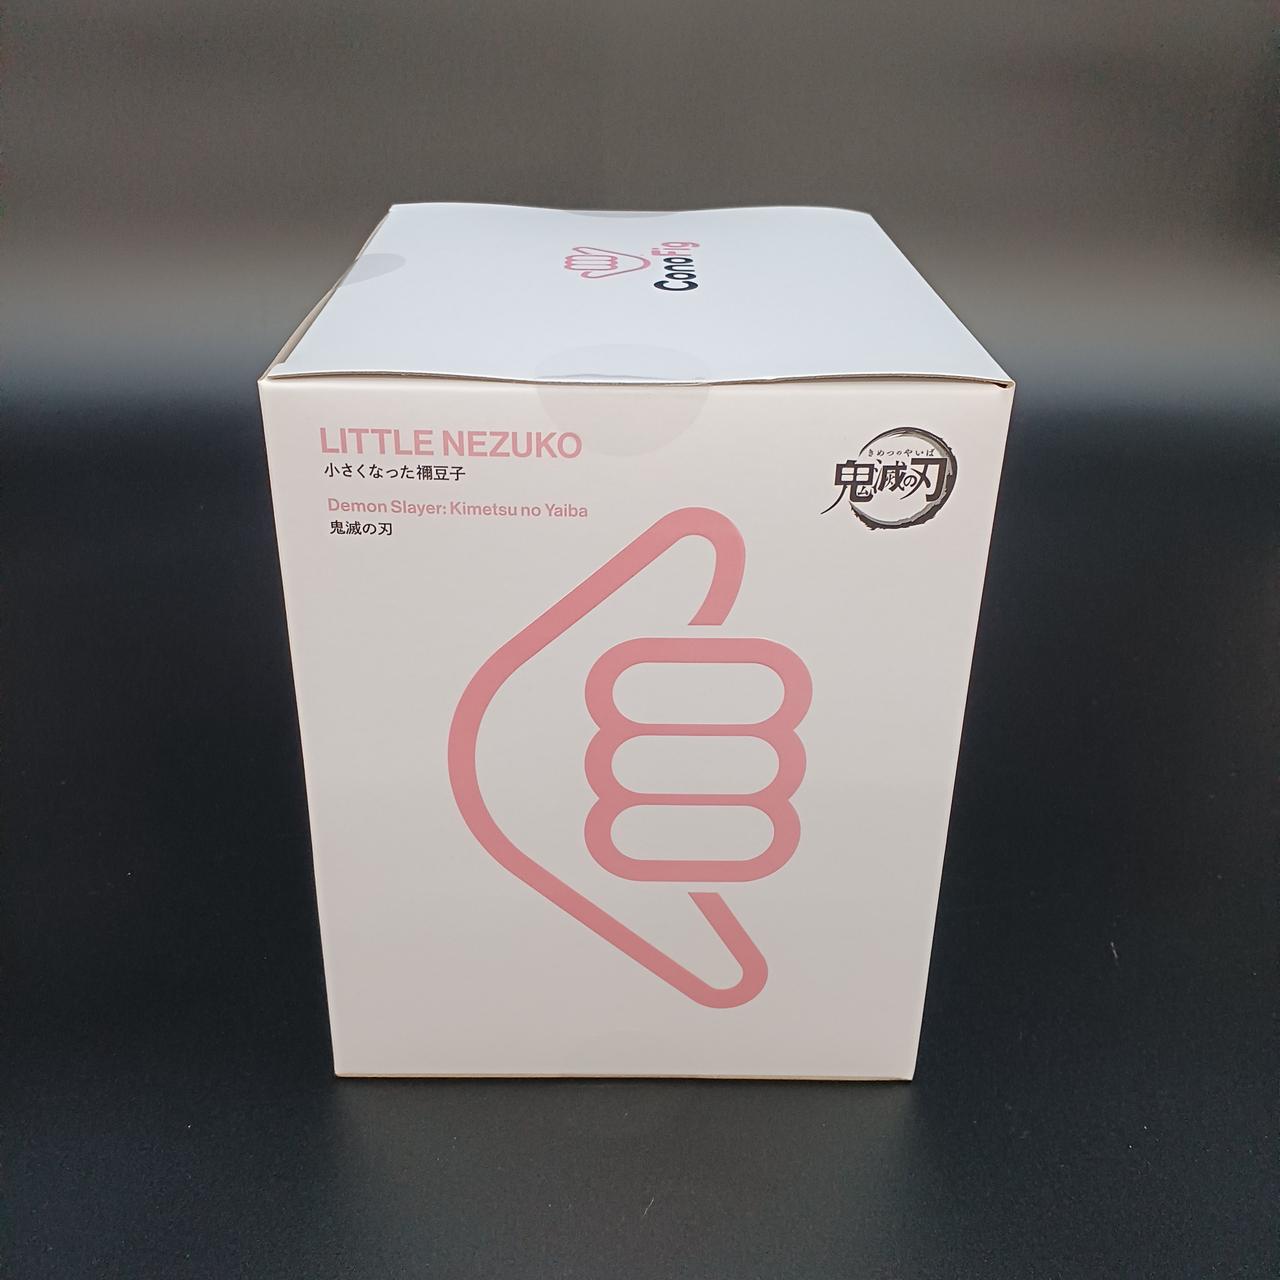 ConoFig
LITTLE NEZUKO
小さくなった禰豆子
Demon Slayer: Kimetsu no Yaiba
鬼滅の刃
きめつのやいば
鬼滅の刃